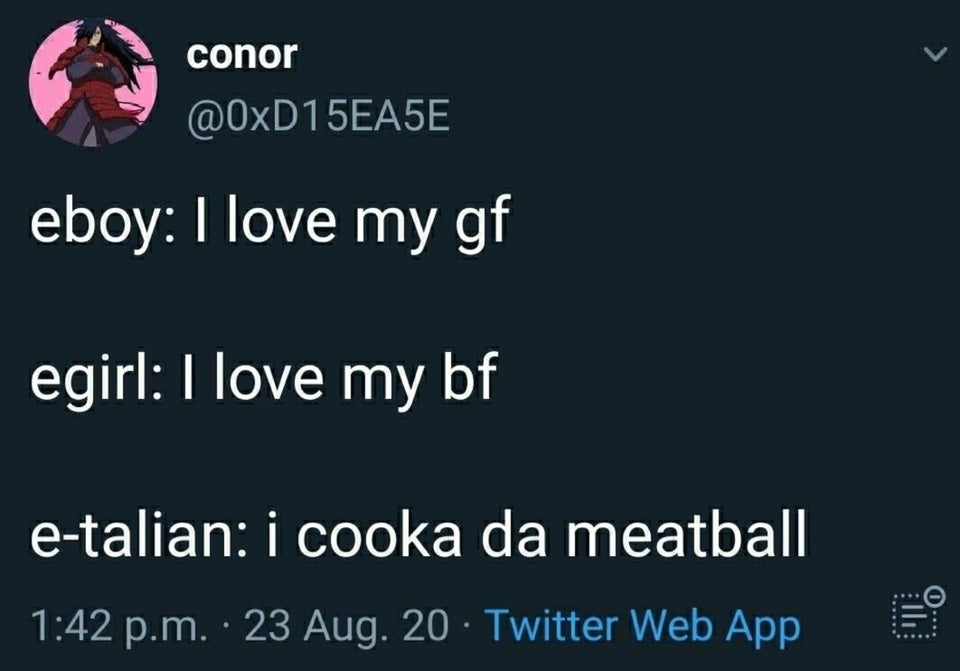 conor
@0xD15EA5E
eboy: I love my gf
egirl: I love my bf
e-talian: i cooka da meatball
1:42 p.m. · 23 Aug. 20 · Twitter Web App